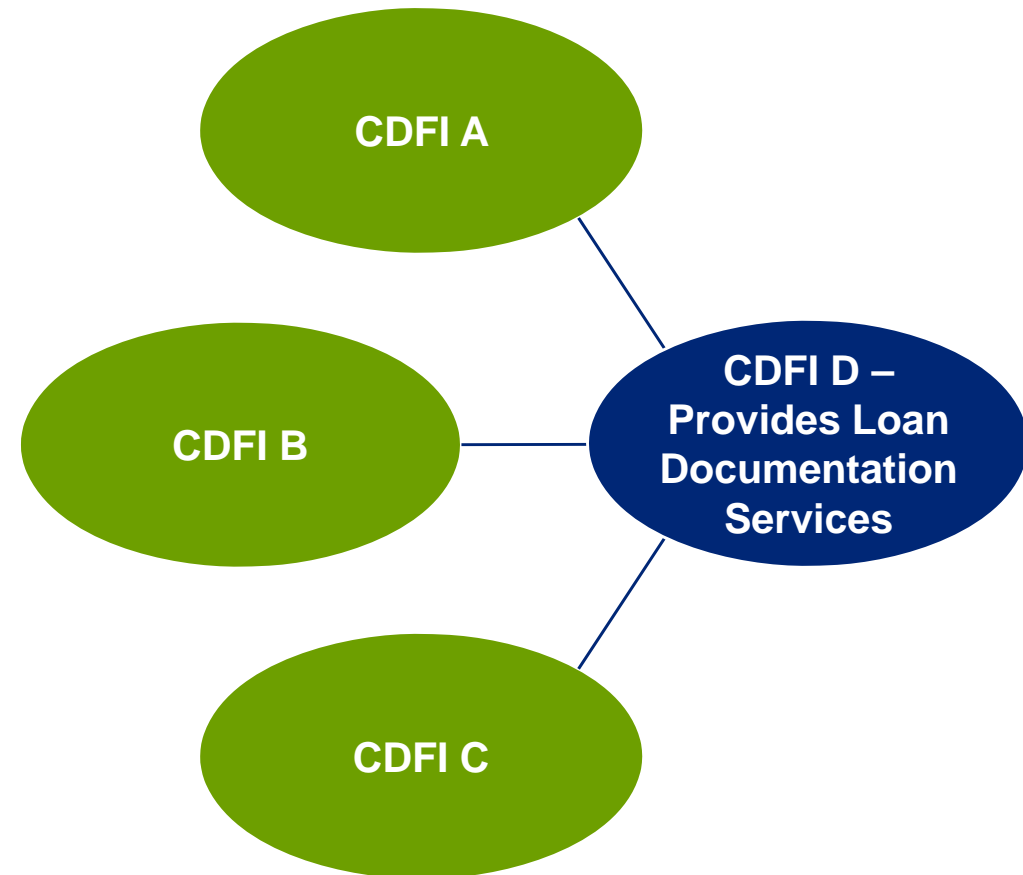 CDFI A
CDFI B
CDFI D –
Provides Loan
Documentation
Services
CDFI C